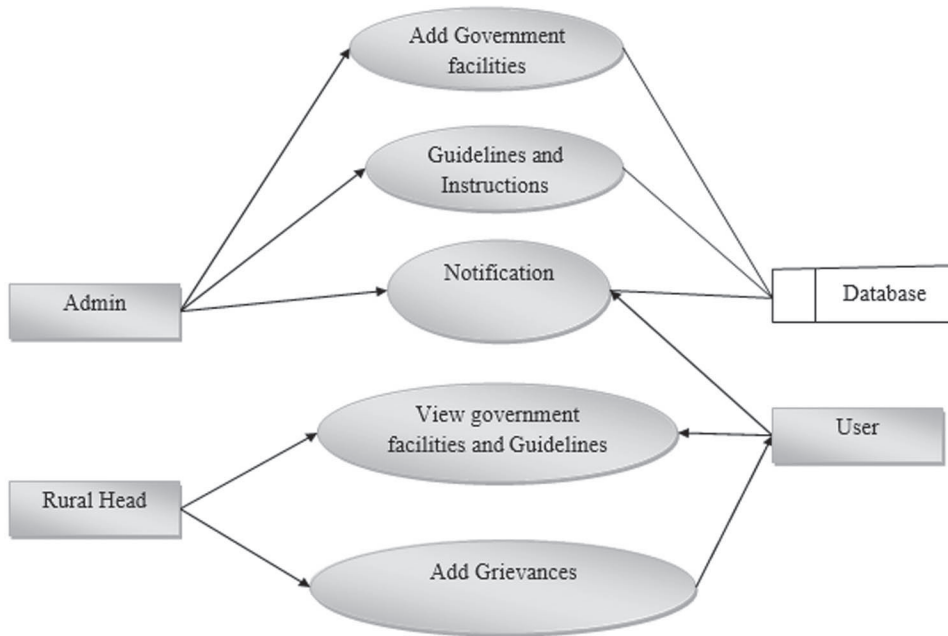 Add Government
facilities
Guidelines and
Instructions
Notification
Admin
Database
View government
facilities and Guidelines
User
Rural Head
Add Grievances